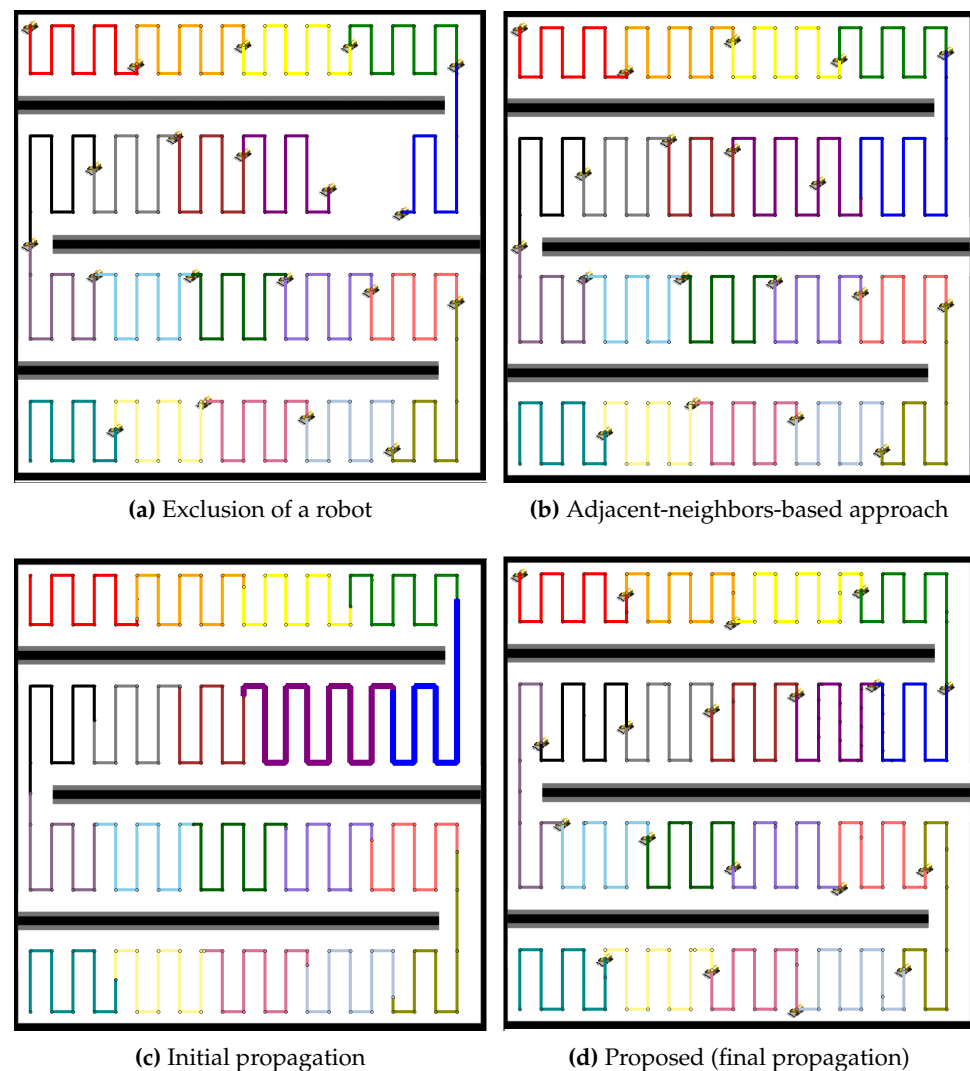 (a) Exclusion of a robot
(b) Adjacent-neighbors-based approach
(c) Initial propagation
(d) Proposed (final propagation)